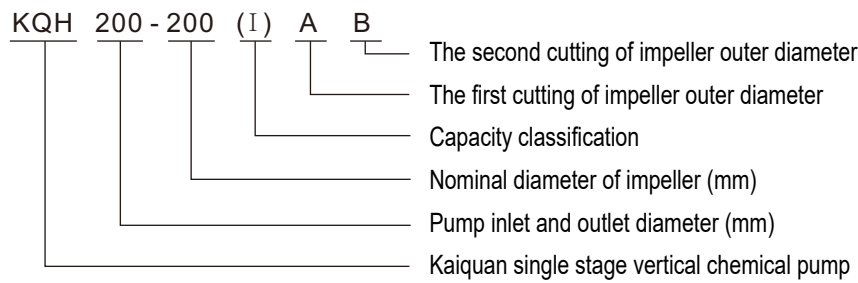 KQH 200 - 200 (I) A B
The second cutting of impeller outer diameter
The first cutting of impeller outer diameter
Capacity classification
Nominal diameter of impeller (mm)
Pump inlet and outlet diameter (mm)
Kaiquan single stage vertical chemical pump